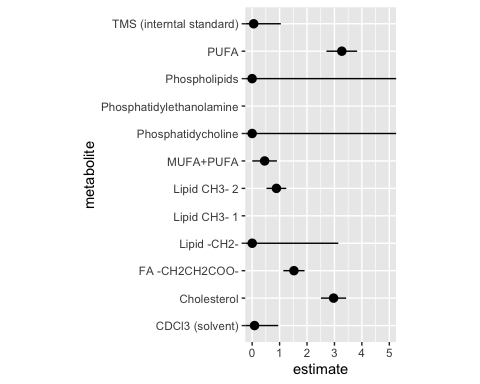 TMS (interntal standard)
PUFA
Phospholipids
Phosphatidylethanolamine
Phosphatidycholine
MUFA+PUFA
Lipid CH3- 2
Lipid CH3- 1
Lipid -CH2-
FA -CH2CH2COO-
Cholesterol
CDCl3 (solvent)
metabolite
0 1 2 3 4 5
estimate